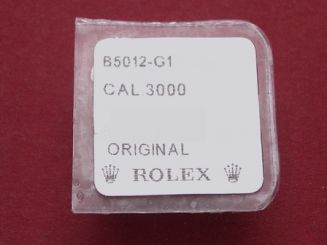 B5012-G1
CAL 3000
ORIGINAL
ROLEX